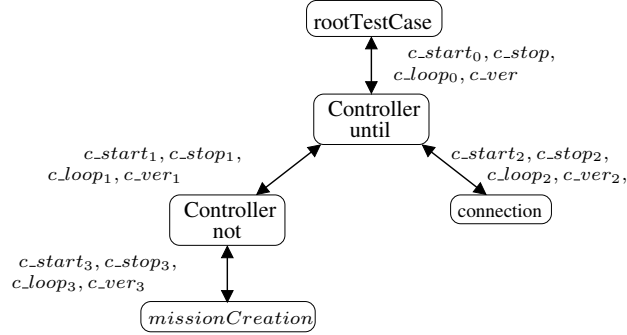 rootTestCase
c_start₀, c_stop,
c_loop₀, c_ver
Controller
until
c_start₁, c_stop₁,
c_loop₁, c_ver₁
c_start₂, c_stop₂,
c_loop₂, c_ver₂,
Controller
not
connection
c_start₃, c_stop₃,
c_loop₃, c_ver₃
missionCreation